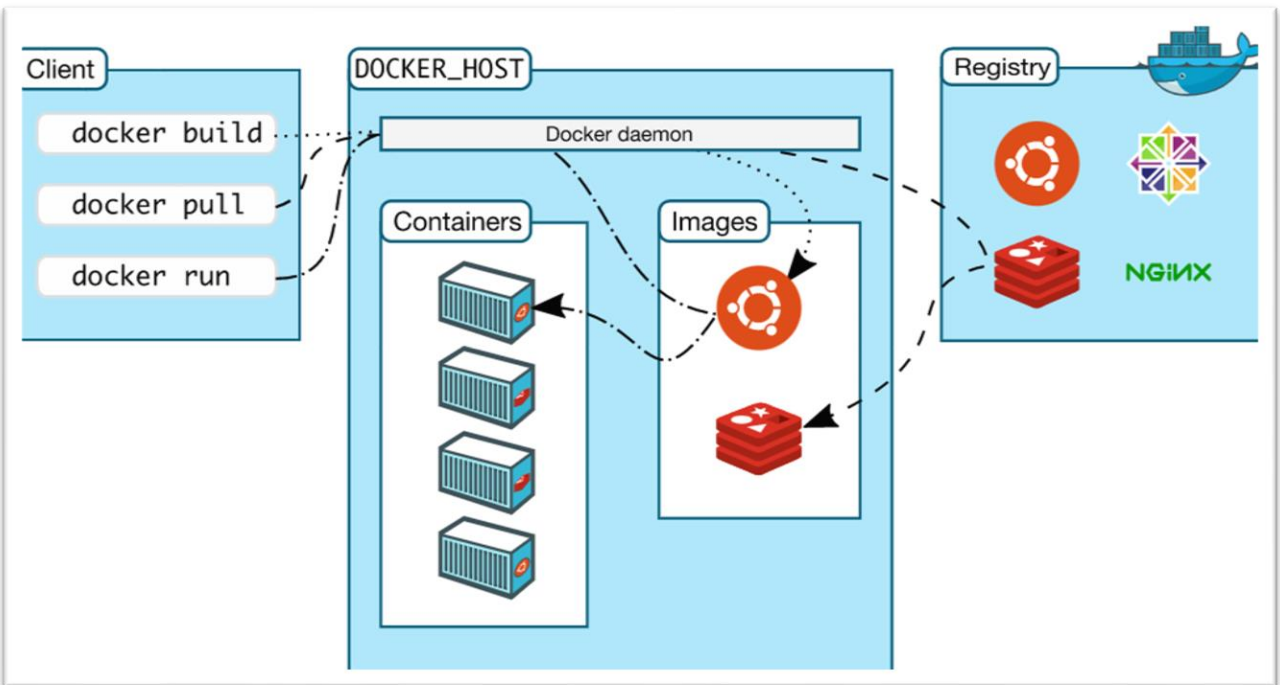 Client
docker build
docker pull
docker run
DOCKER_HOST
Docker daemon
Containers
Images
Registry
NGiNX